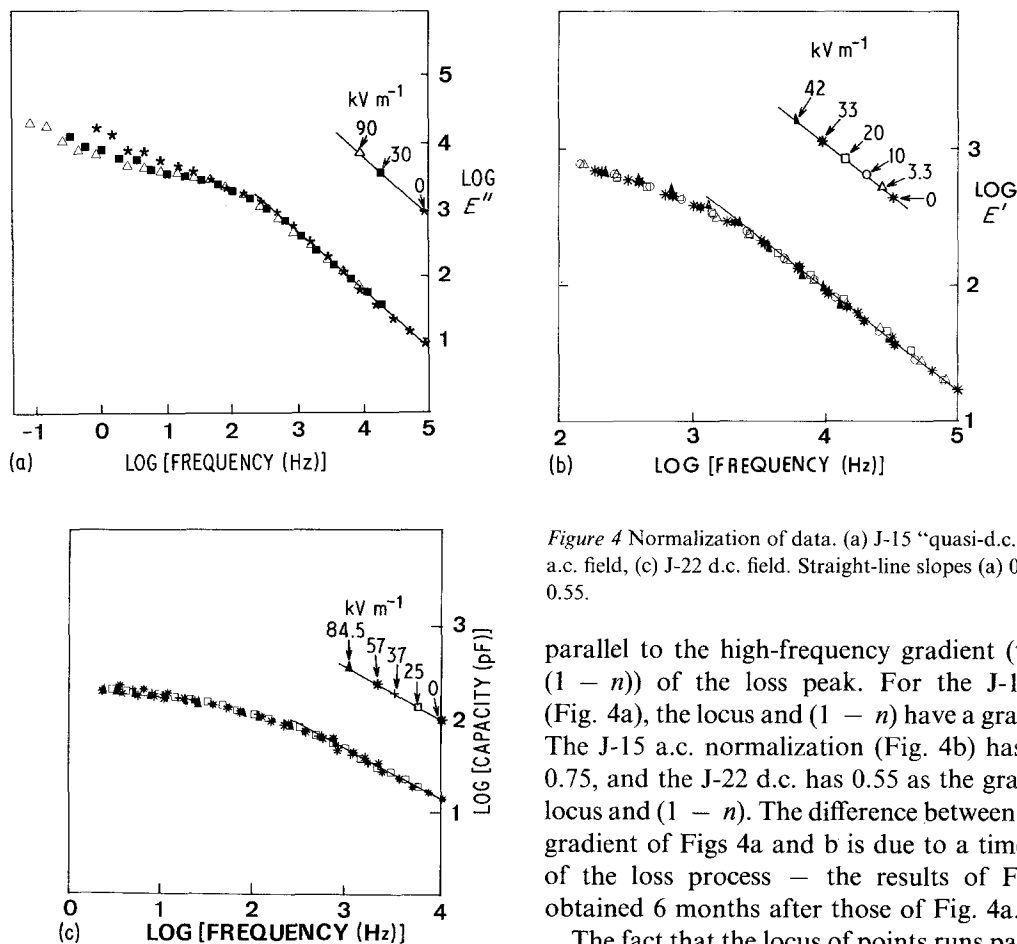 5
kV m⁻¹
90
30
0
LOG
E″
4
3
2
1
-1 0 1 2 3 4 5
(a) LOG [FREQUENCY (Hz)]
kV m⁻¹
42
33
20
10
3.3
0
3
LOG
E′
2
1
2 3 4 5
(b) LOG [FREQUENCY (Hz)]
kV m⁻¹
84.5
57
37
25
0
3
2
1
LOG [CAPACITY (pF)]
0 1 2 3 4
(c) LOG [FREQUENCY (Hz)]
Figure 4 Normalization of data. (a) J-15 “quasi-d.c.
a.c. field, (c) J-22 d.c. field. Straight-line slopes (a) 0
0.55.
parallel to the high-frequency gradient (
(1 − n)) of the loss peak. For the J-1
(Fig. 4a), the locus and (1 − n) have a gra
The J-15 a.c. normalization (Fig. 4b) has
0.75, and the J-22 d.c. has 0.55 as the gra
locus and (1 − n). The difference between
gradient of Figs 4a and b is due to a tim
of the loss process — the results of F
obtained 6 months after those of Fig. 4a.
The fact that the locus of points runs pa